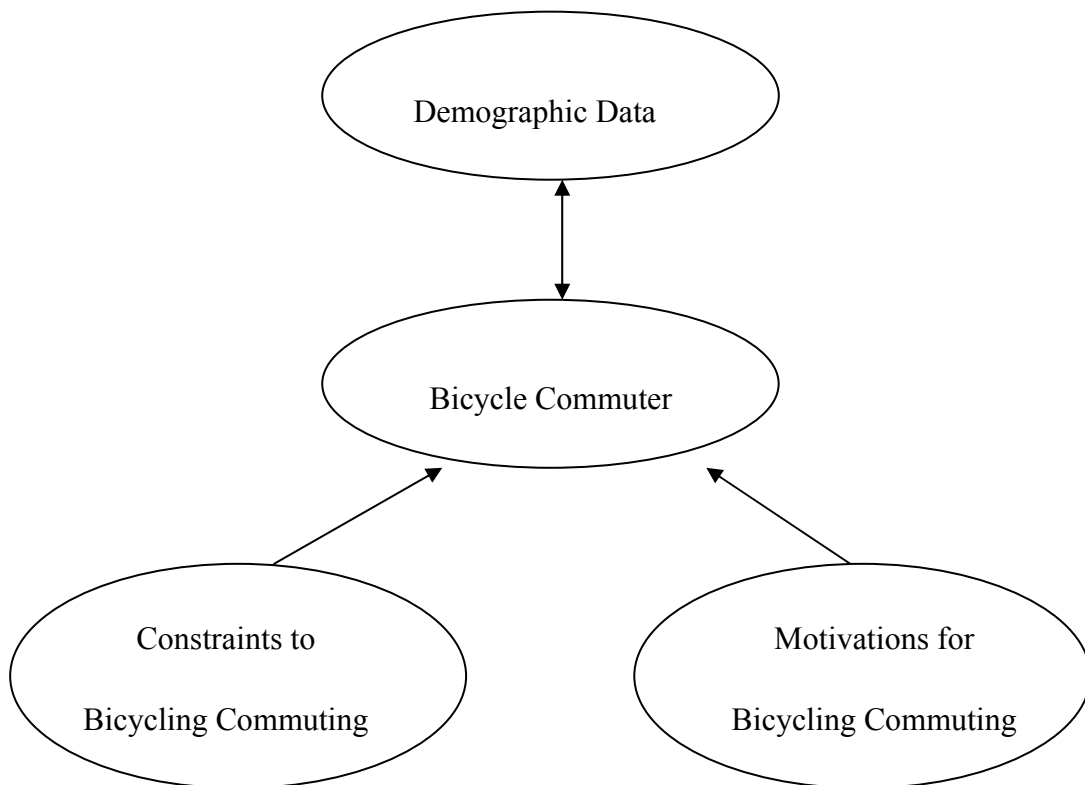 Demographic Data
Bicycle Commuter
Constraints to
Bicycling Commuting
Motivations for
Bicycling Commuting